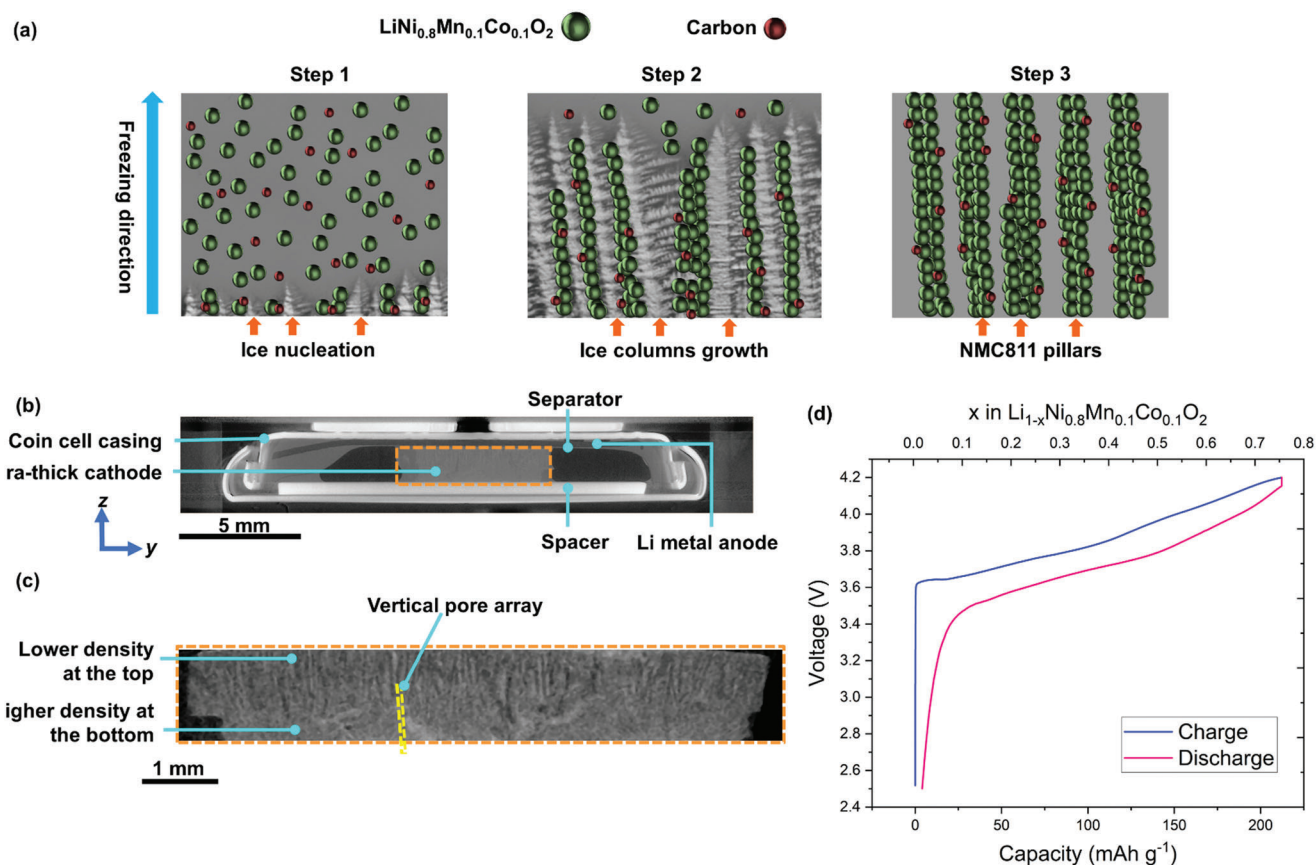 (a)
LiNi0.8Mn0.1Co0.1O2
Carbon
Step 1
Step 2
Step 3
Freezing direction
Ice nucleation
Ice columns growth
NMC811 pillars
(b)
Separator
Coin cell casing
ra-thick cathode
z
y
5 mm
Spacer
Li metal anode
(c)
Vertical pore array
Lower density
at the top
igher density at
the bottom
1 mm
(d)
x in Li1-xNi0.8Mn0.1Co0.1O2
0.0 0.1 0.2 0.3 0.4 0.5 0.6 0.7 0.8
4.2
4.0
3.8
3.6
3.4
3.2
3.0
2.8
2.6
2.4
Voltage (V)
Charge
Discharge
0 50 100 150 200
Capacity (mAh g-1)